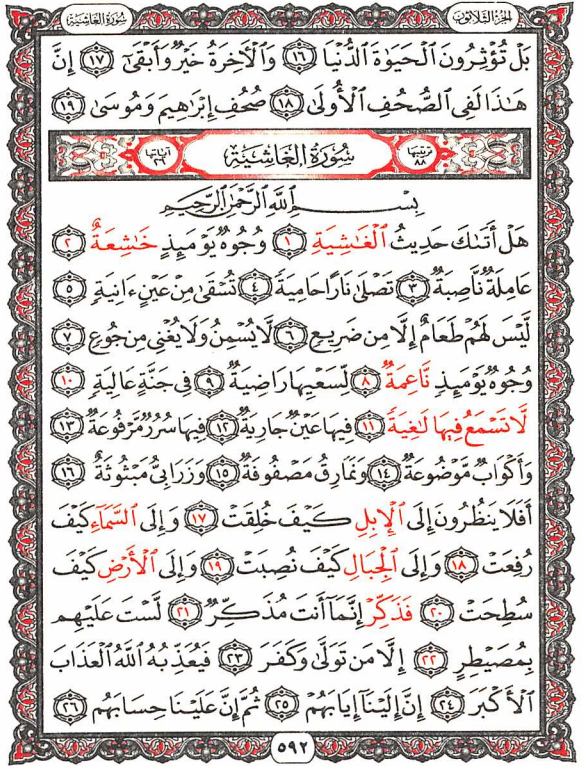 الجزء الثلاثون
سورة الغاشية
بَلْ تُؤْثِرُونَ الْحَيَوٰةَ الدُّنْيَا ١٦ وَالْأَخِرَةُ خَيْرٌ وَأَبْقَىٰٓ ١٧ إِنَّ
هَٰذَا لَفِى الصُّحُفِ الْأُولَىٰ ١٨ صُحُفِ إِبْرَٰهِيمَ وَمُوسَىٰ ١٩
ترتيبها ٨٨
سُورَةُ الْغَاشِيَةِ
آياتها ٢٦
بِسْمِ اللَّهِ الرَّحْمَٰنِ الرَّحِيمِ
هَلْ أَتَىٰكَ حَدِيثُ الْغَٰشِيَةِ ١ وُجُوهٌ يَوْمَئِذٍ خَٰشِعَةٌ ٢
عَامِلَةٌ نَّاصِبَةٌ ٣ تَصْلَىٰ نَارًا حَامِيَةً ٤ تُسْقَىٰ مِنْ عَيْنٍ ءَانِيَةٍ ٥
لَّيْسَ لَهُمْ طَعَامٌ إِلَّا مِن ضَرِيعٍ ٦ لَّا يُسْمِنُ وَلَا يُغْنِى مِن جُوعٍ ٧
وُجُوهٌ يَوْمَئِذٍ نَّاعِمَةٌ ٨ لِّسَعْيِهَا رَاضِيَةٌ ٩ فِى جَنَّةٍ عَالِيَةٍ ١٠
لَّا تَسْمَعُ فِيهَا لَٰغِيَةً ١١ فِيهَا عَيْنٌ جَارِيَةٌ ١٢ فِيهَا سُرُرٌ مَّرْفُوعَةٌ ١٣
وَأَكْوَابٌ مَّوْضُوعَةٌ ١٤ وَنَمَارِقُ مَصْفُوفَةٌ ١٥ وَزَرَابِىُّ مَبْثُوثَةٌ ١٦
أَفَلَا يَنظُرُونَ إِلَى الْإِبِلِ كَيْفَ خُلِقَتْ ١٧ وَإِلَى السَّمَآءِ كَيْفَ
رُفِعَتْ ١٨ وَإِلَى الْجِبَالِ كَيْفَ نُصِبَتْ ١٩ وَإِلَى الْأَرْضِ كَيْفَ
سُطِحَتْ ٢٠ فَذَكِّرْ إِنَّمَآ أَنتَ مُذَكِّرٌ ٢١ لَّسْتَ عَلَيْهِم
بِمُصَيْطِرٍ ٢٢ إِلَّا مَن تَوَلَّىٰ وَكَفَرَ ٢٣ فَيُعَذِّبُهُ اللَّهُ الْعَذَابَ
الْأَكْبَرَ ٢٤ إِنَّ إِلَيْنَآ إِيَابَهُمْ ٢٥ ثُمَّ إِنَّ عَلَيْنَا حِسَابَهُم ٢٦
٥٩٢